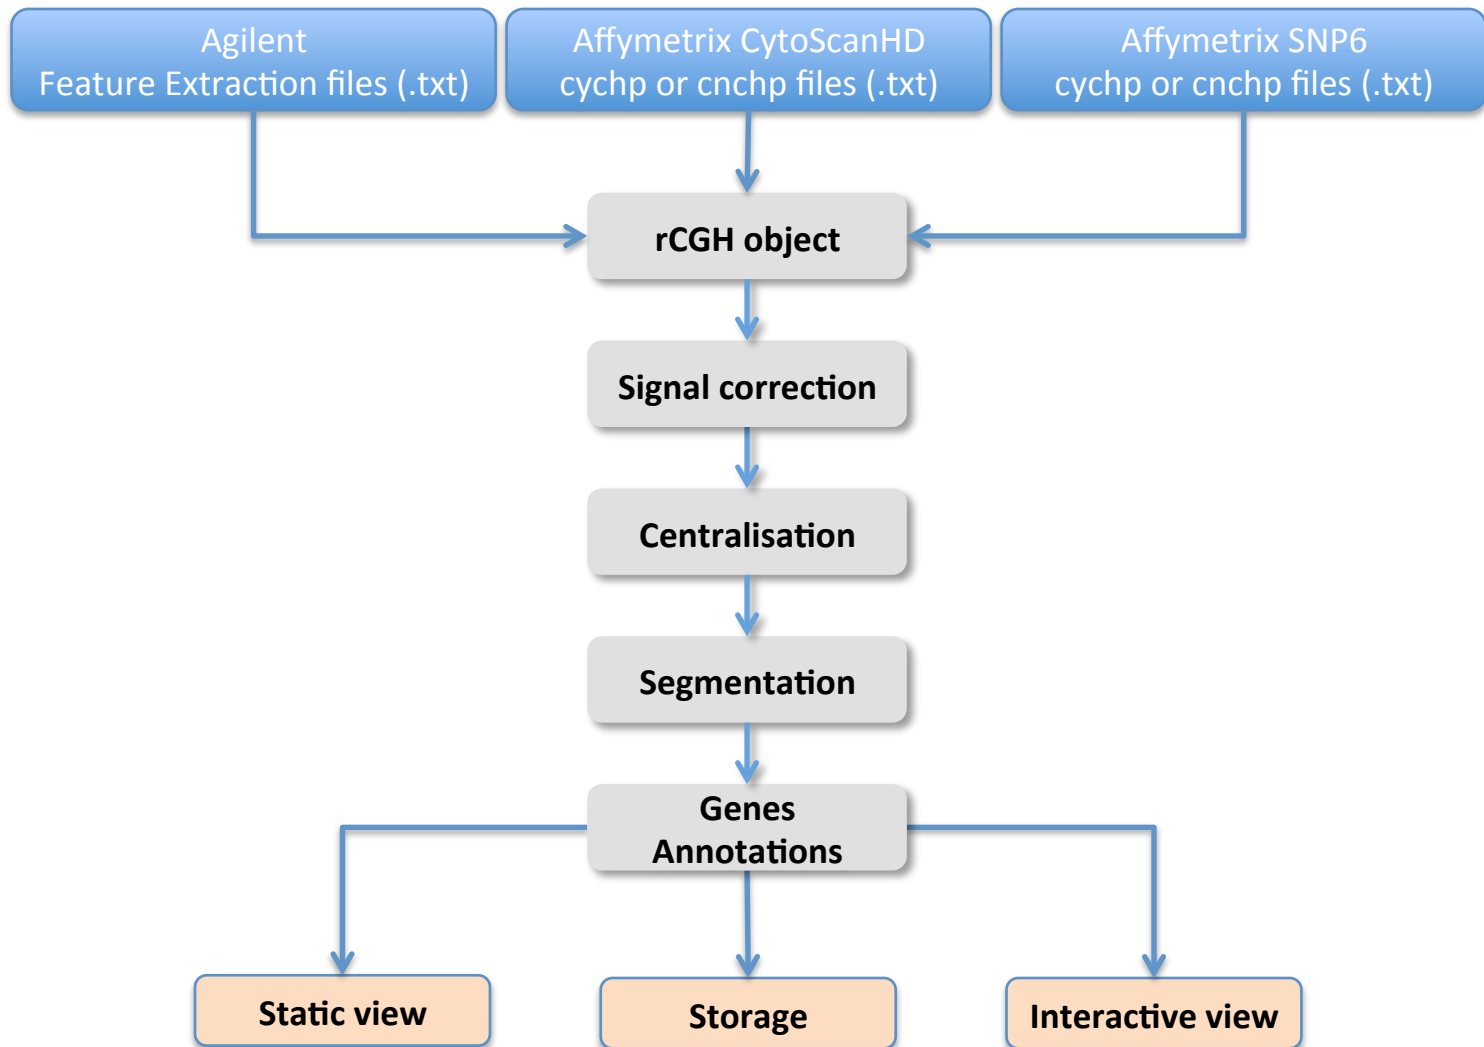 Agilent
Feature Extraction files (.txt)
Affymetrix CytoScanHD
cychp or cnchp files (.txt)
Affymetrix SNP6
cychp or cnchp files (.txt)
rCGH object
Signal correction
Centralisation
Segmentation
Genes
Annotations
Static view
Storage
Interactive view